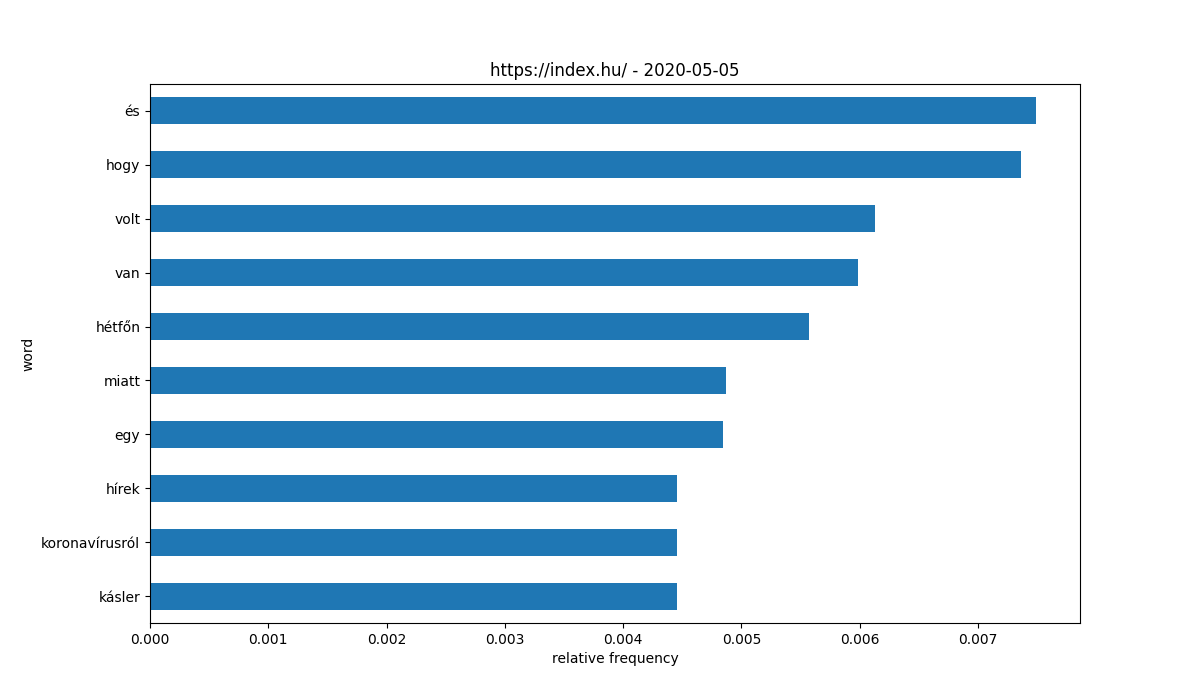 https://index.hu/ - 2020-05-05
és
hogy
volt
van
hétfőn
miatt
egy
hírek
koronavírusról
kásler
word
0.000 0.001 0.002 0.003 0.004 0.005 0.006 0.007
relative frequency